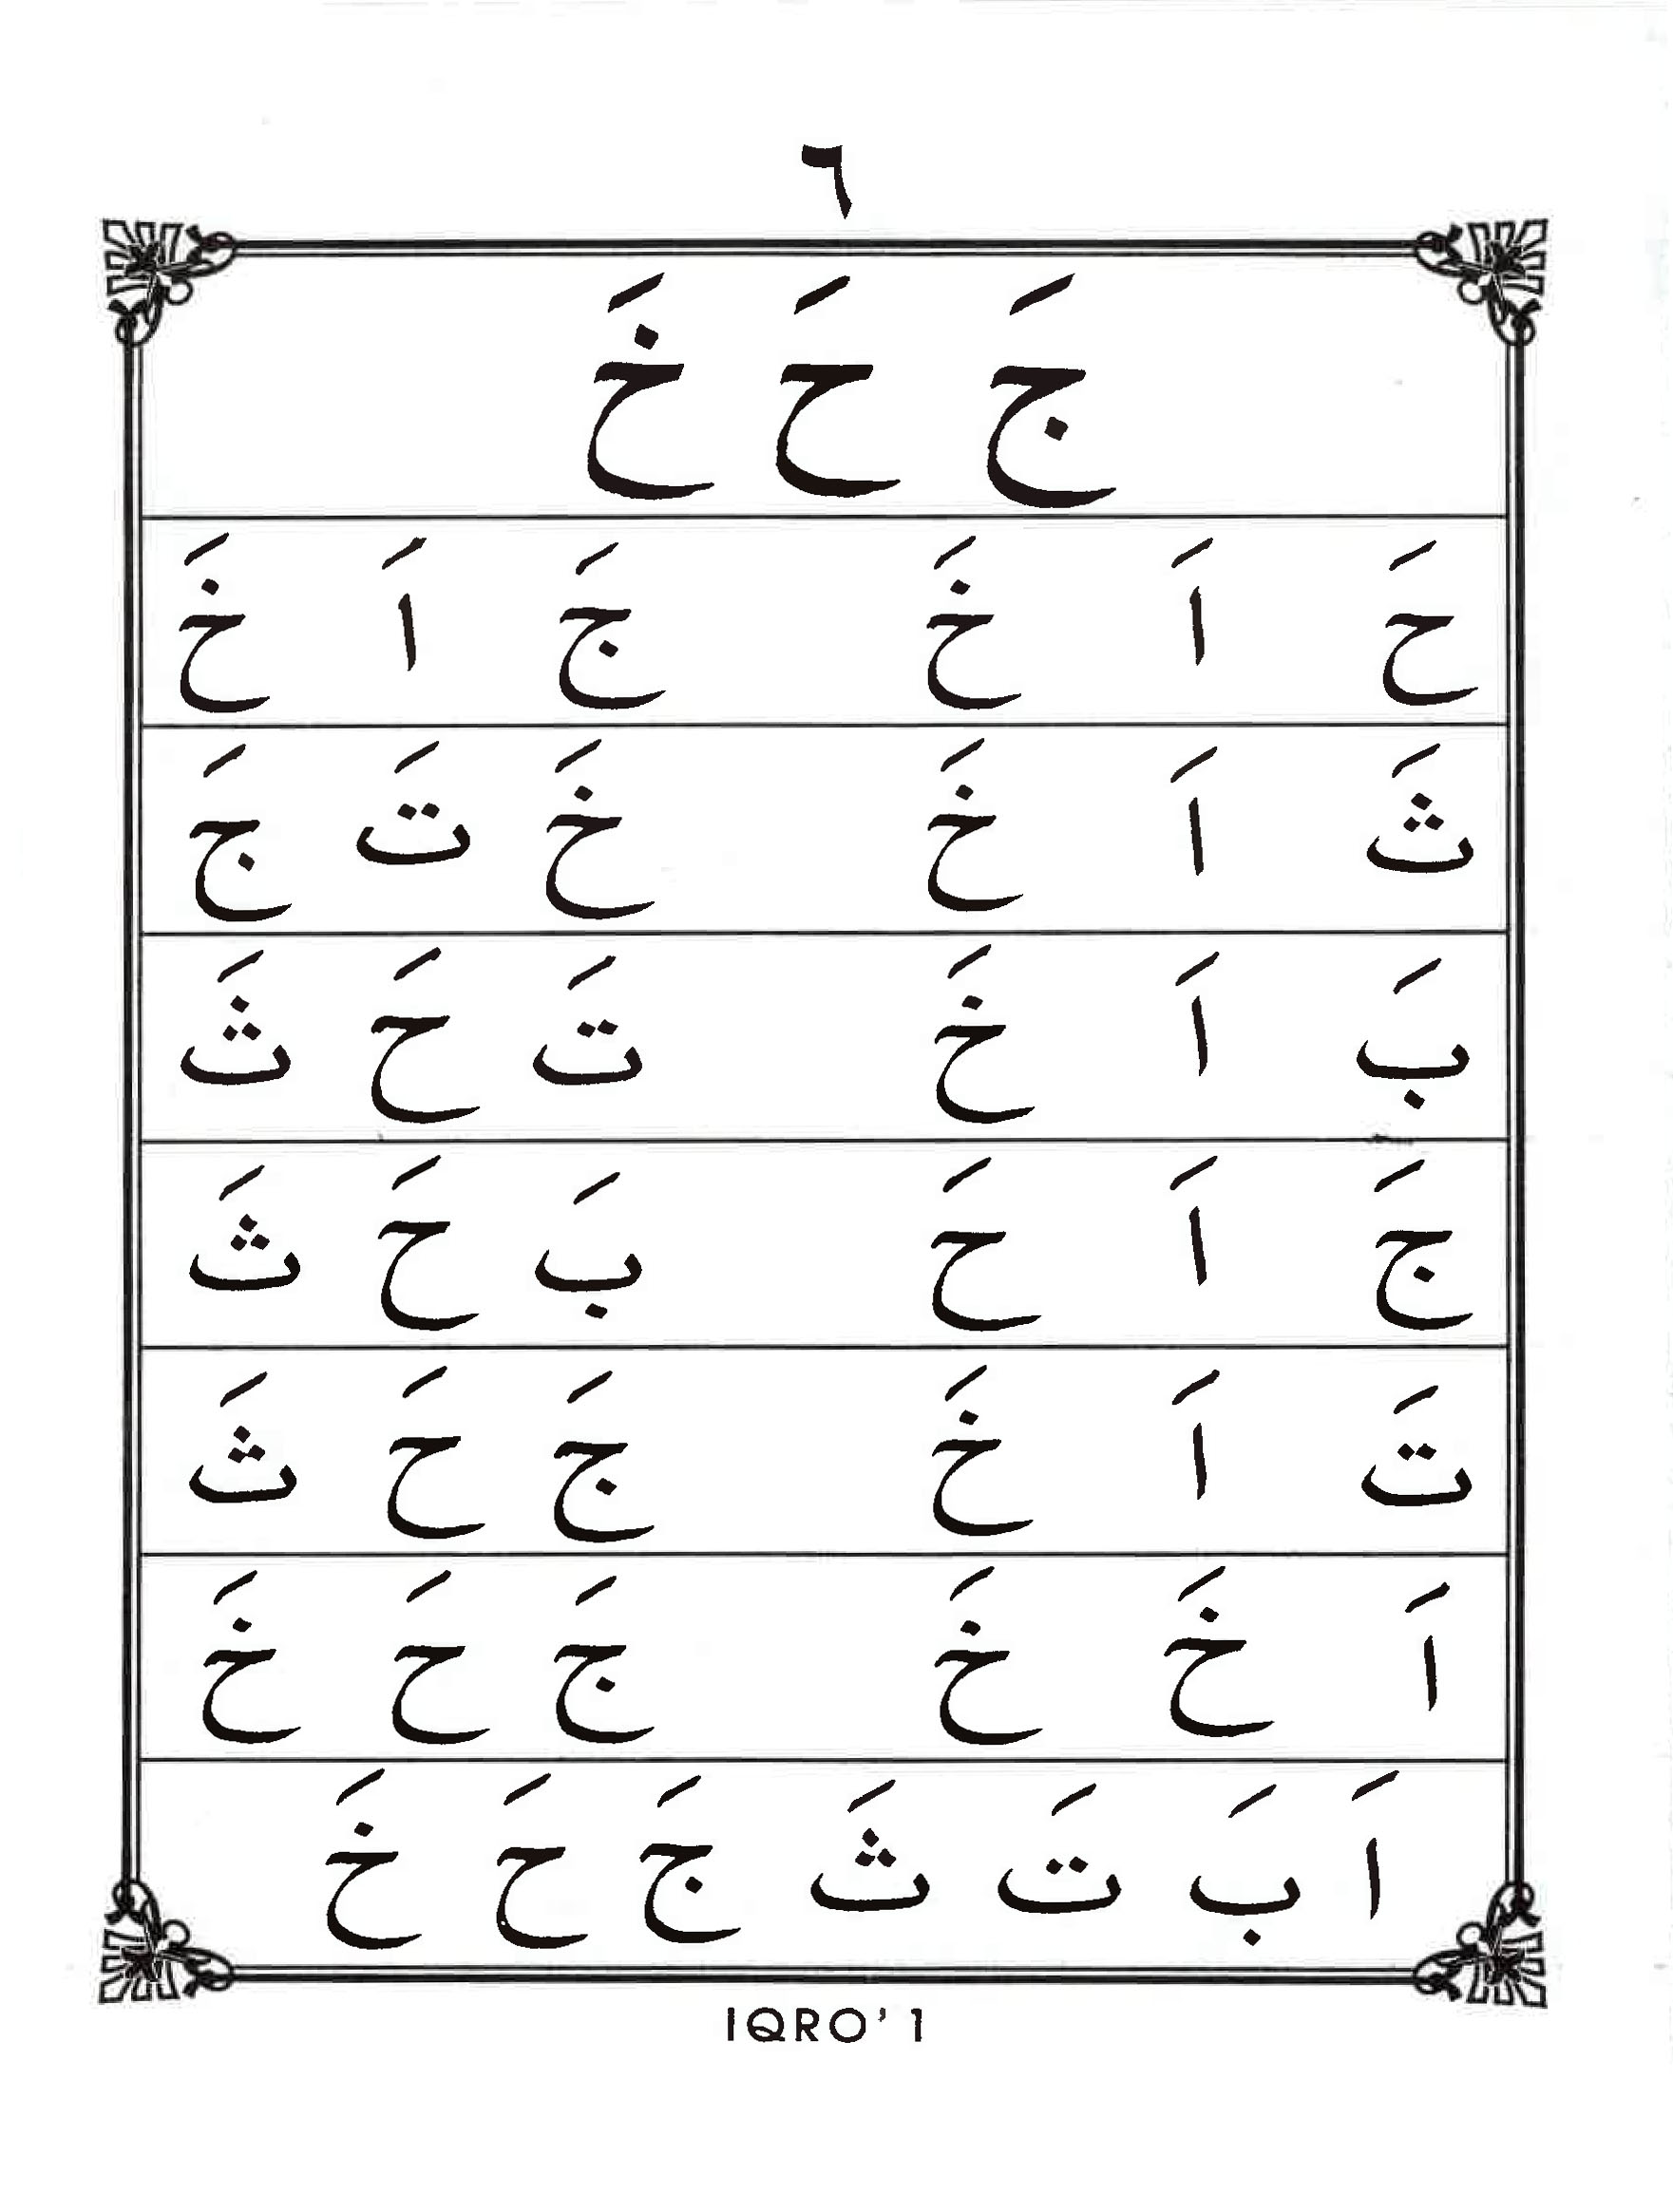 ٦
جَ حَ خَ
حَ اَ خَ جَ اَ خَ
ثَ اَ خَ خَ تَ جَ
بَ اَ خَ تَ حَ ثَ
جَ اَ حَ بَ حَ ثَ
تَ اَ خَ جَ حَ ثَ
اَ خَ خَ جَ حَ خَ
اَ بَ تَ ثَ جَ حَ خَ
IQRO' 1